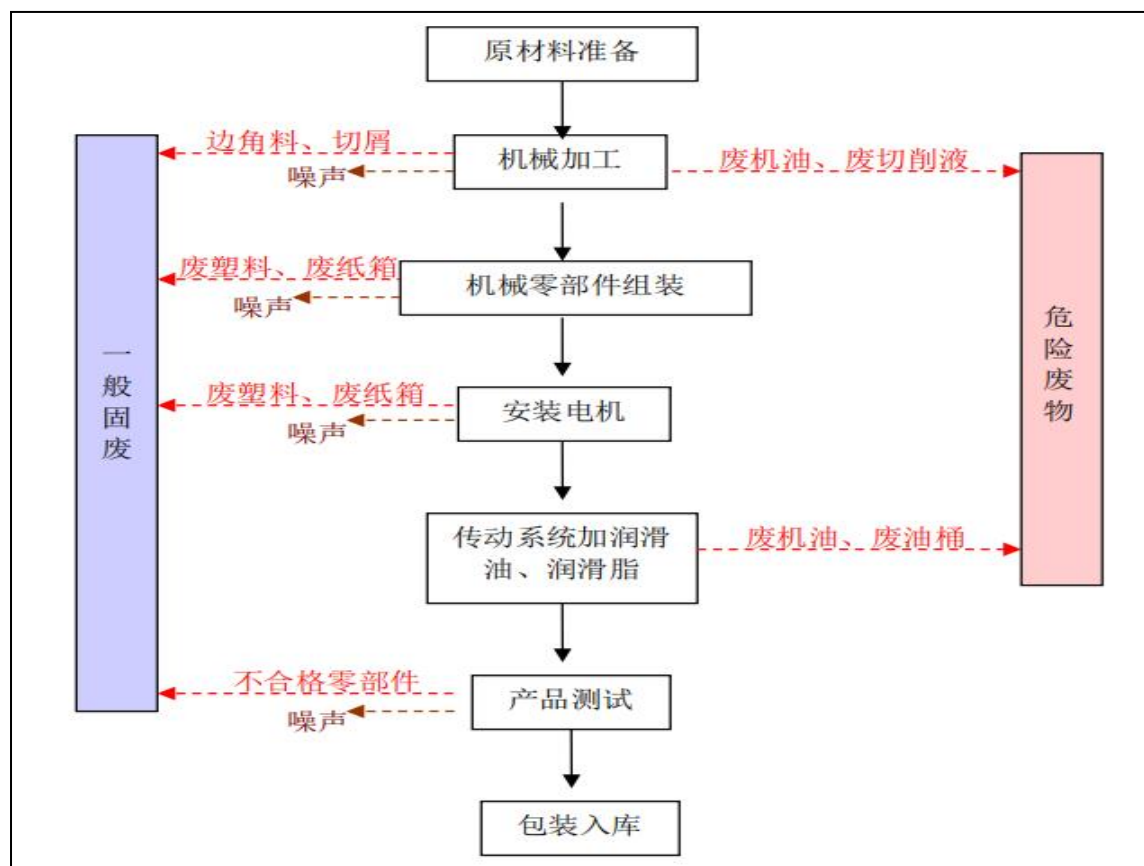 原材料准备
边角料、切屑
噪声
机械加工
废机油、废切削液
废塑料、废纸箱
噪声
机械零部件组装
一般固废
危险废物
废塑料、废纸箱
噪声
安装电机
传动系统加润滑
油、润滑脂
废机油、废油桶
不合格零部件
噪声
产品测试
包装入库